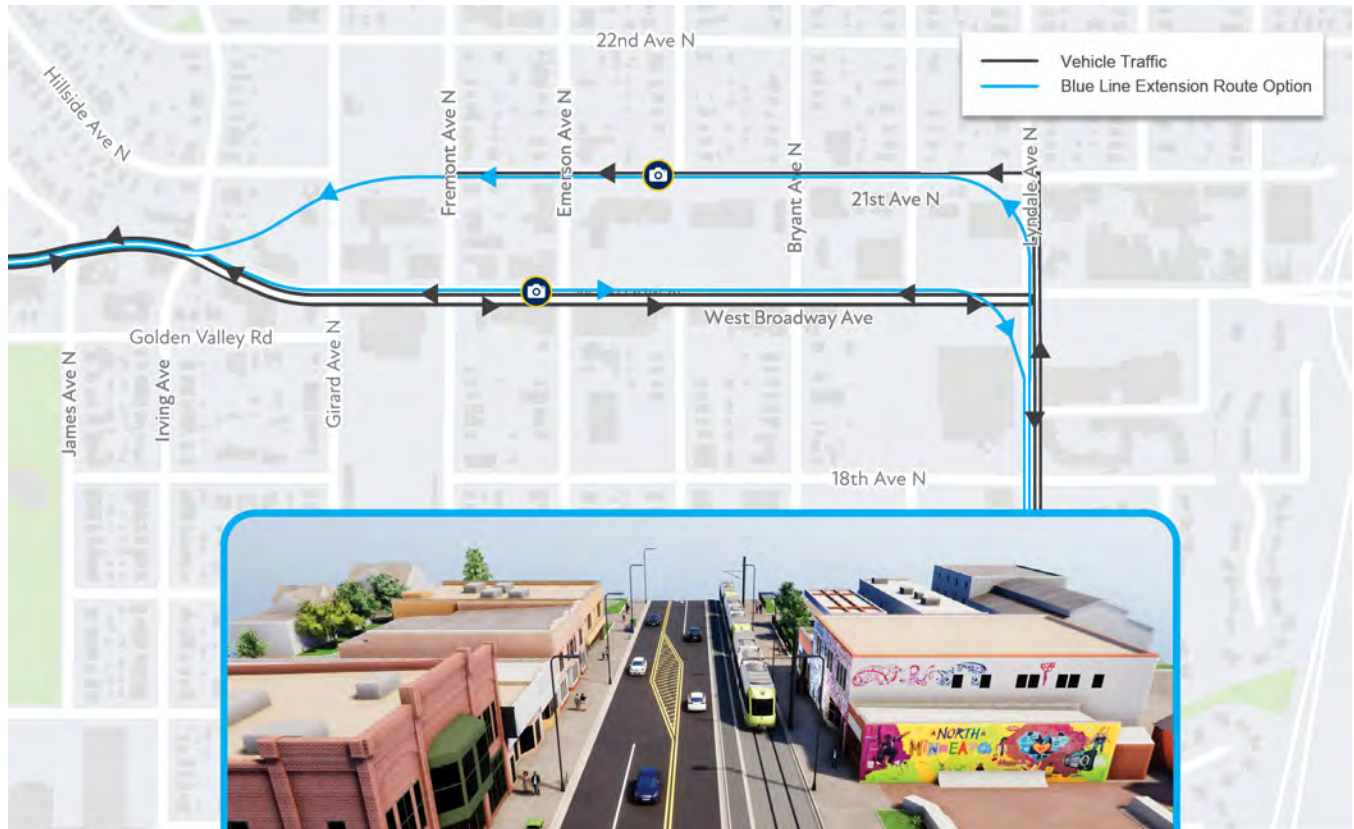 22nd Ave N
Vehicle Traffic
Blue Line Extension Route Option
Hillside Ave N
Fremont Ave N
Emerson Ave N
Bryant Ave N
Lyndale Ave N
21st Ave N
West Broadway Ave
Golden Valley Rd
James Ave N
Irving Ave
Girard Ave N
18th Ave N
NORTH